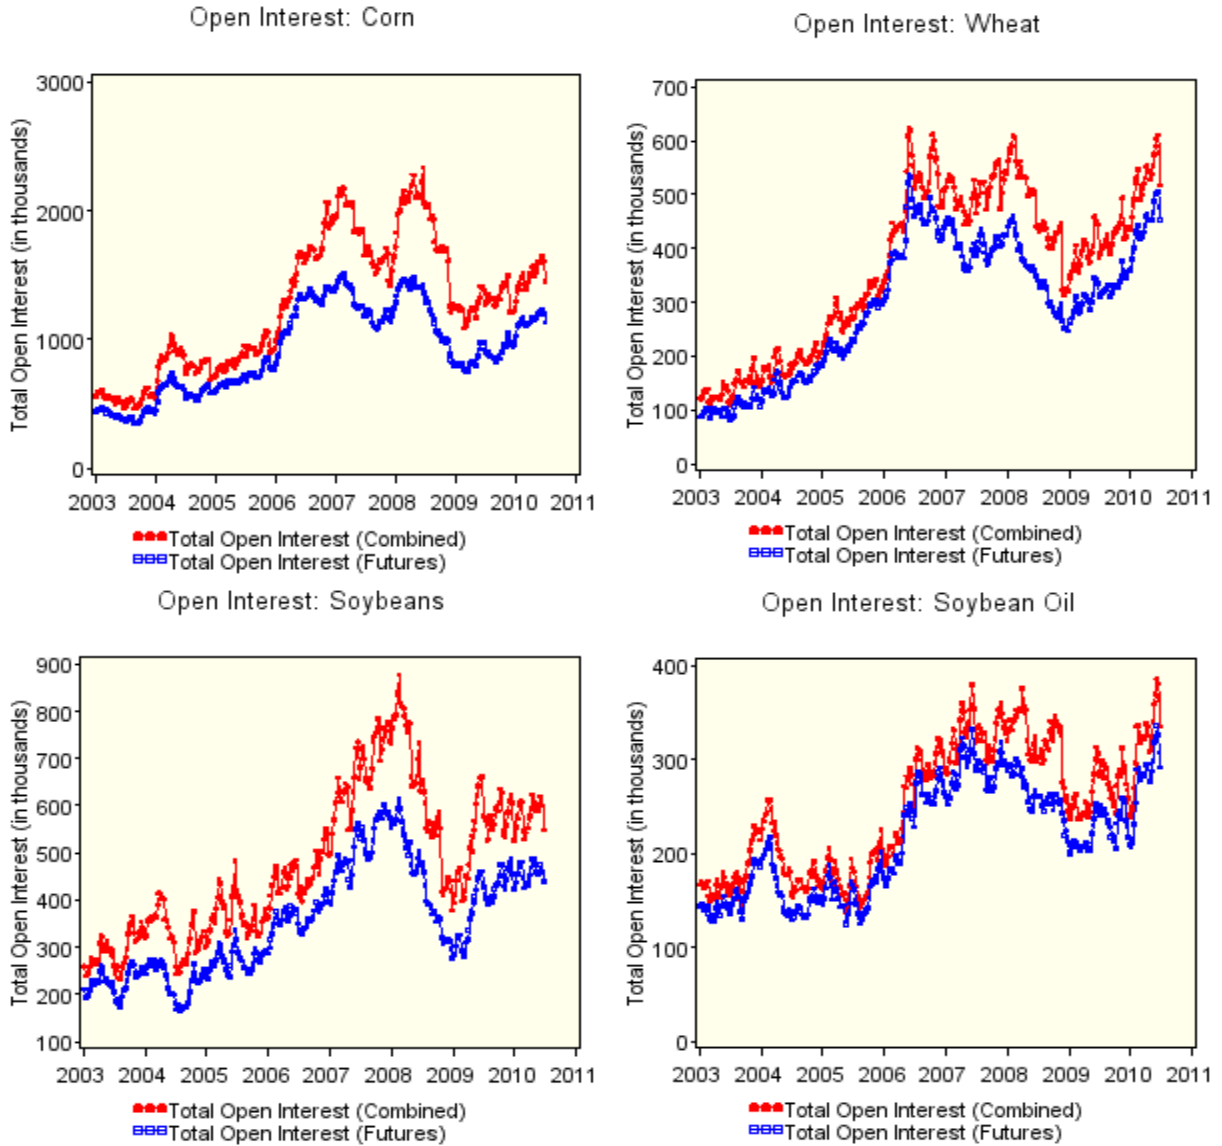 Open Interest: Corn
Total Open Interest (in thousands)
3000
2000
1000
0
2003 2004 2005 2006 2007 2008 2009 2010 2011
Total Open Interest (Combined)
Total Open Interest (Futures)
Open Interest: Wheat
Total Open Interest (in thousands)
700
600
500
400
300
200
100
0
2003 2004 2005 2006 2007 2008 2009 2010 2011
Total Open Interest (Combined)
Total Open Interest (Futures)
Open Interest: Soybeans
Total Open Interest (in thousands)
900
800
700
600
500
400
300
200
100
2003 2004 2005 2006 2007 2008 2009 2010 2011
Total Open Interest (Combined)
Total Open Interest (Futures)
Open Interest: Soybean Oil
Total Open Interest (in thousands)
400
300
200
100
0
2003 2004 2005 2006 2007 2008 2009 2010 2011
Total Open Interest (Combined)
Total Open Interest (Futures)